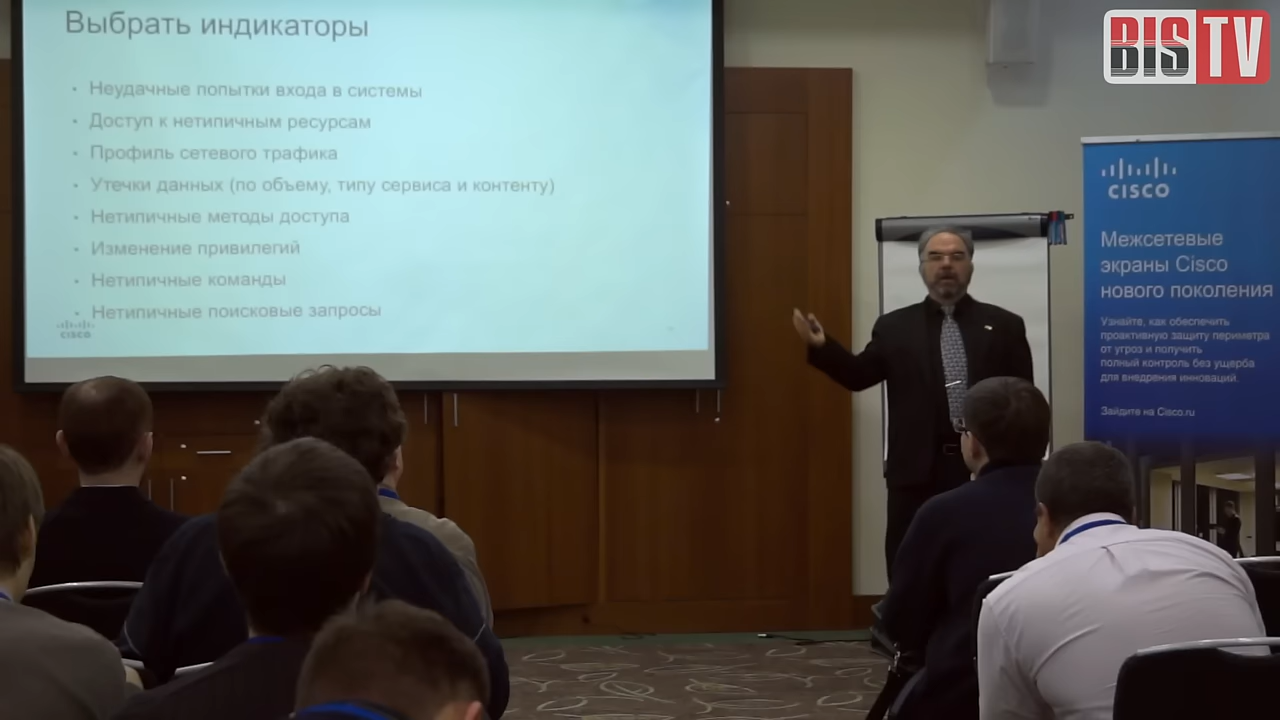 Выбрать индикаторы
• Неудачные попытки входа в системы
• Доступ к нетипичным ресурсам
• Профиль сетевого трафика
• Утечки данных (по объему, типу сервиса и контенту)
• Нетипичные методы доступа
• Изменение привилегий
• Нетипичные команды
• Нетипичные поисковые запросы
CISCO
BISTV
CISCO
Межсетевые
экраны Cisco
нового поколения
Узнайте, как обеспечить
проактивную защиту периметра
от угроз и получить
полный контроль без ущерба
для внедрения инноваций.
Зайдите на Cisco.ru